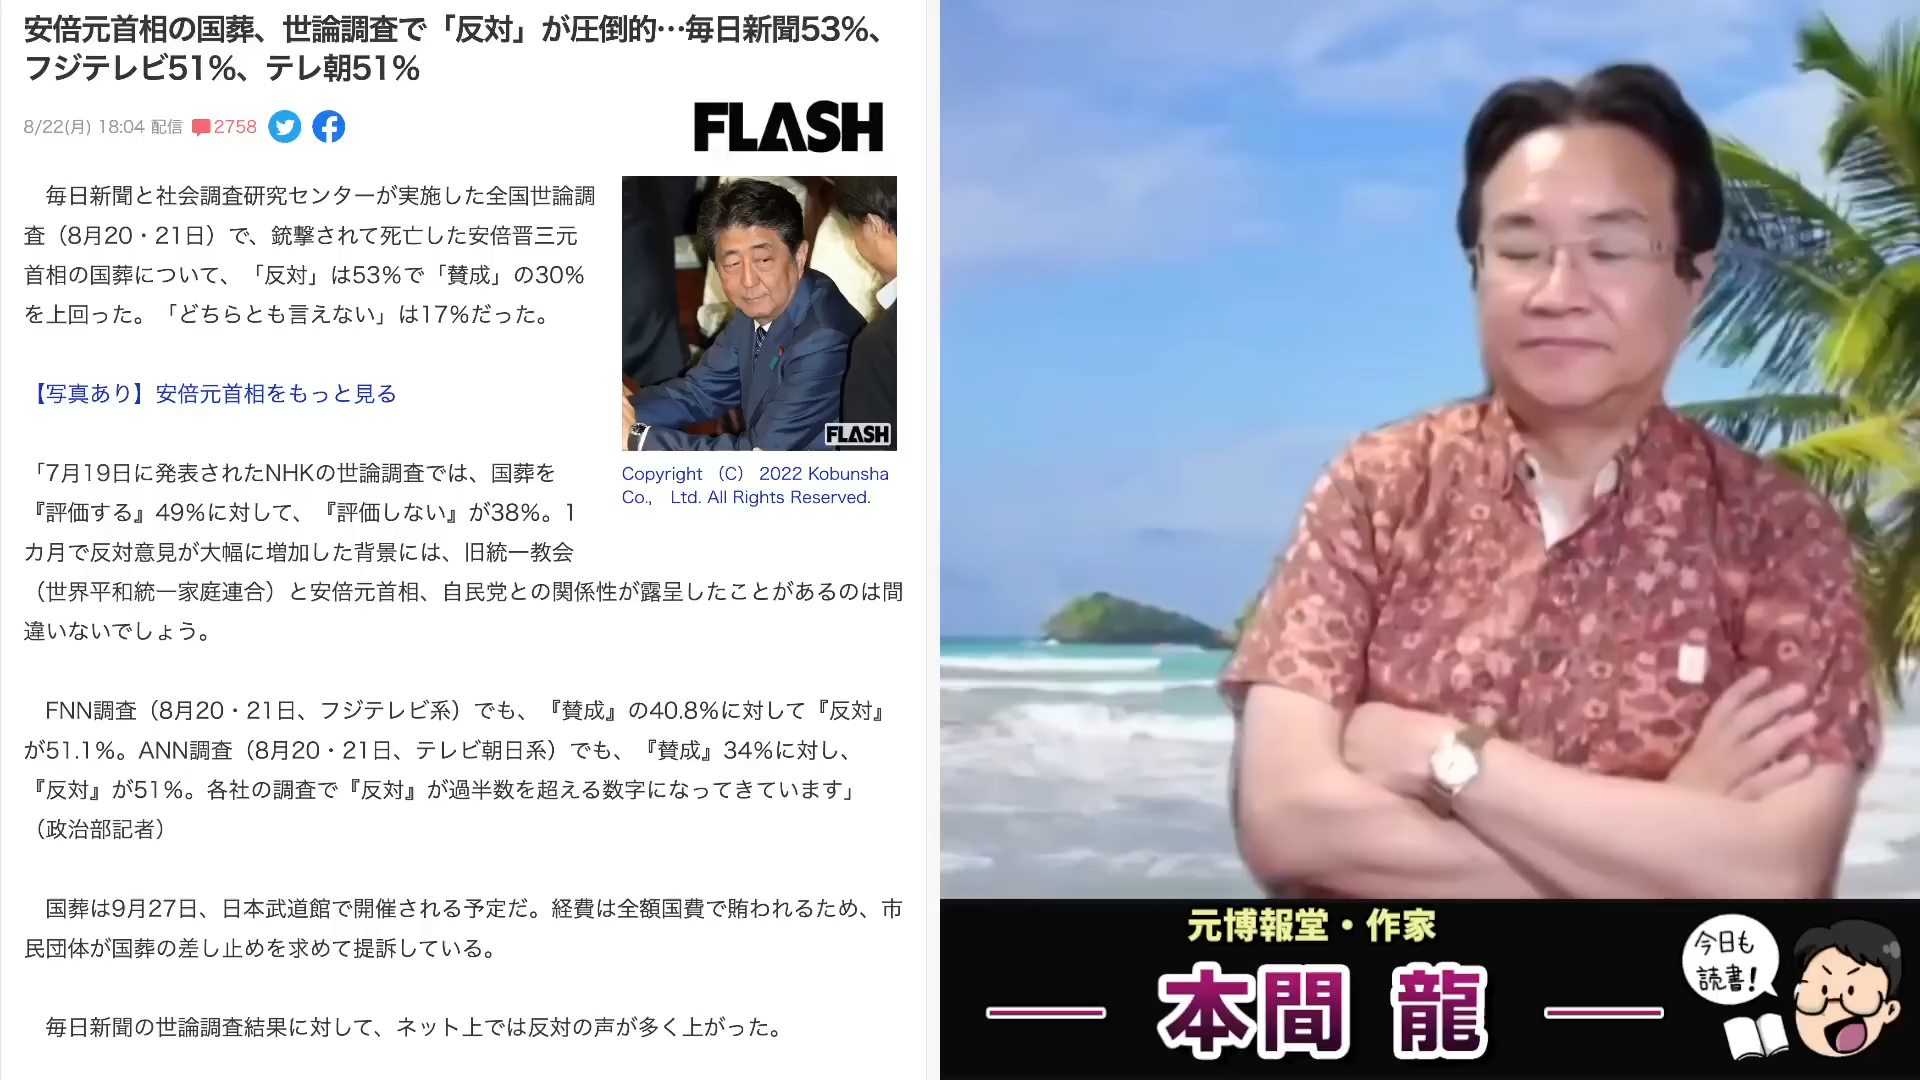 安倍元首相の国葬、世論調査で「反対」が圧倒的…毎日新聞53%、
フジテレビ51%、テレ朝51%
8/22(月) 18:04 配信 2758
FLASH
毎日新聞と社会調査研究センターが実施した全国世論調
査（8月20・21日）で、銃撃されて死亡した安倍晋三元
首相の国葬について、「反対」は53%で「賛成」の30%
を上回った。「どちらとも言えない」は17%だった。
FLASH
Copyright （C） 2022 Kobunsha
Co., Ltd. All Rights Reserved.
【写真あり】安倍元首相をもっと見る
「7月19日に発表されたNHKの世論調査では、国葬を
『評価する』49%に対して、『評価しない』が38%。1
カ月で反対意見が大幅に増加した背景には、旧統一教会
（世界平和統一家庭連合）と安倍元首相、自民党との関係性が露呈したことがあるのは間
違いないでしょう。
FNN調査（8月20・21日、フジテレビ系）でも、『賛成』の40.8%に対して『反対』
が51.1%。ANN調査（8月20・21日、テレビ朝日系）でも、『賛成』34%に対し、
『反対』が51%。各社の調査で『反対』が過半数を超える数字になってきています」
（政治部記者）
国葬は9月27日、日本武道館で開催される予定だ。経費は全額国費で賄われるため、市
民団体が国葬の差し止めを求めて提訴している。
毎日新聞の世論調査結果に対して、ネット上では反対の声が多く上がった。
元博報堂・作家
本間 龍
今日も
読書!